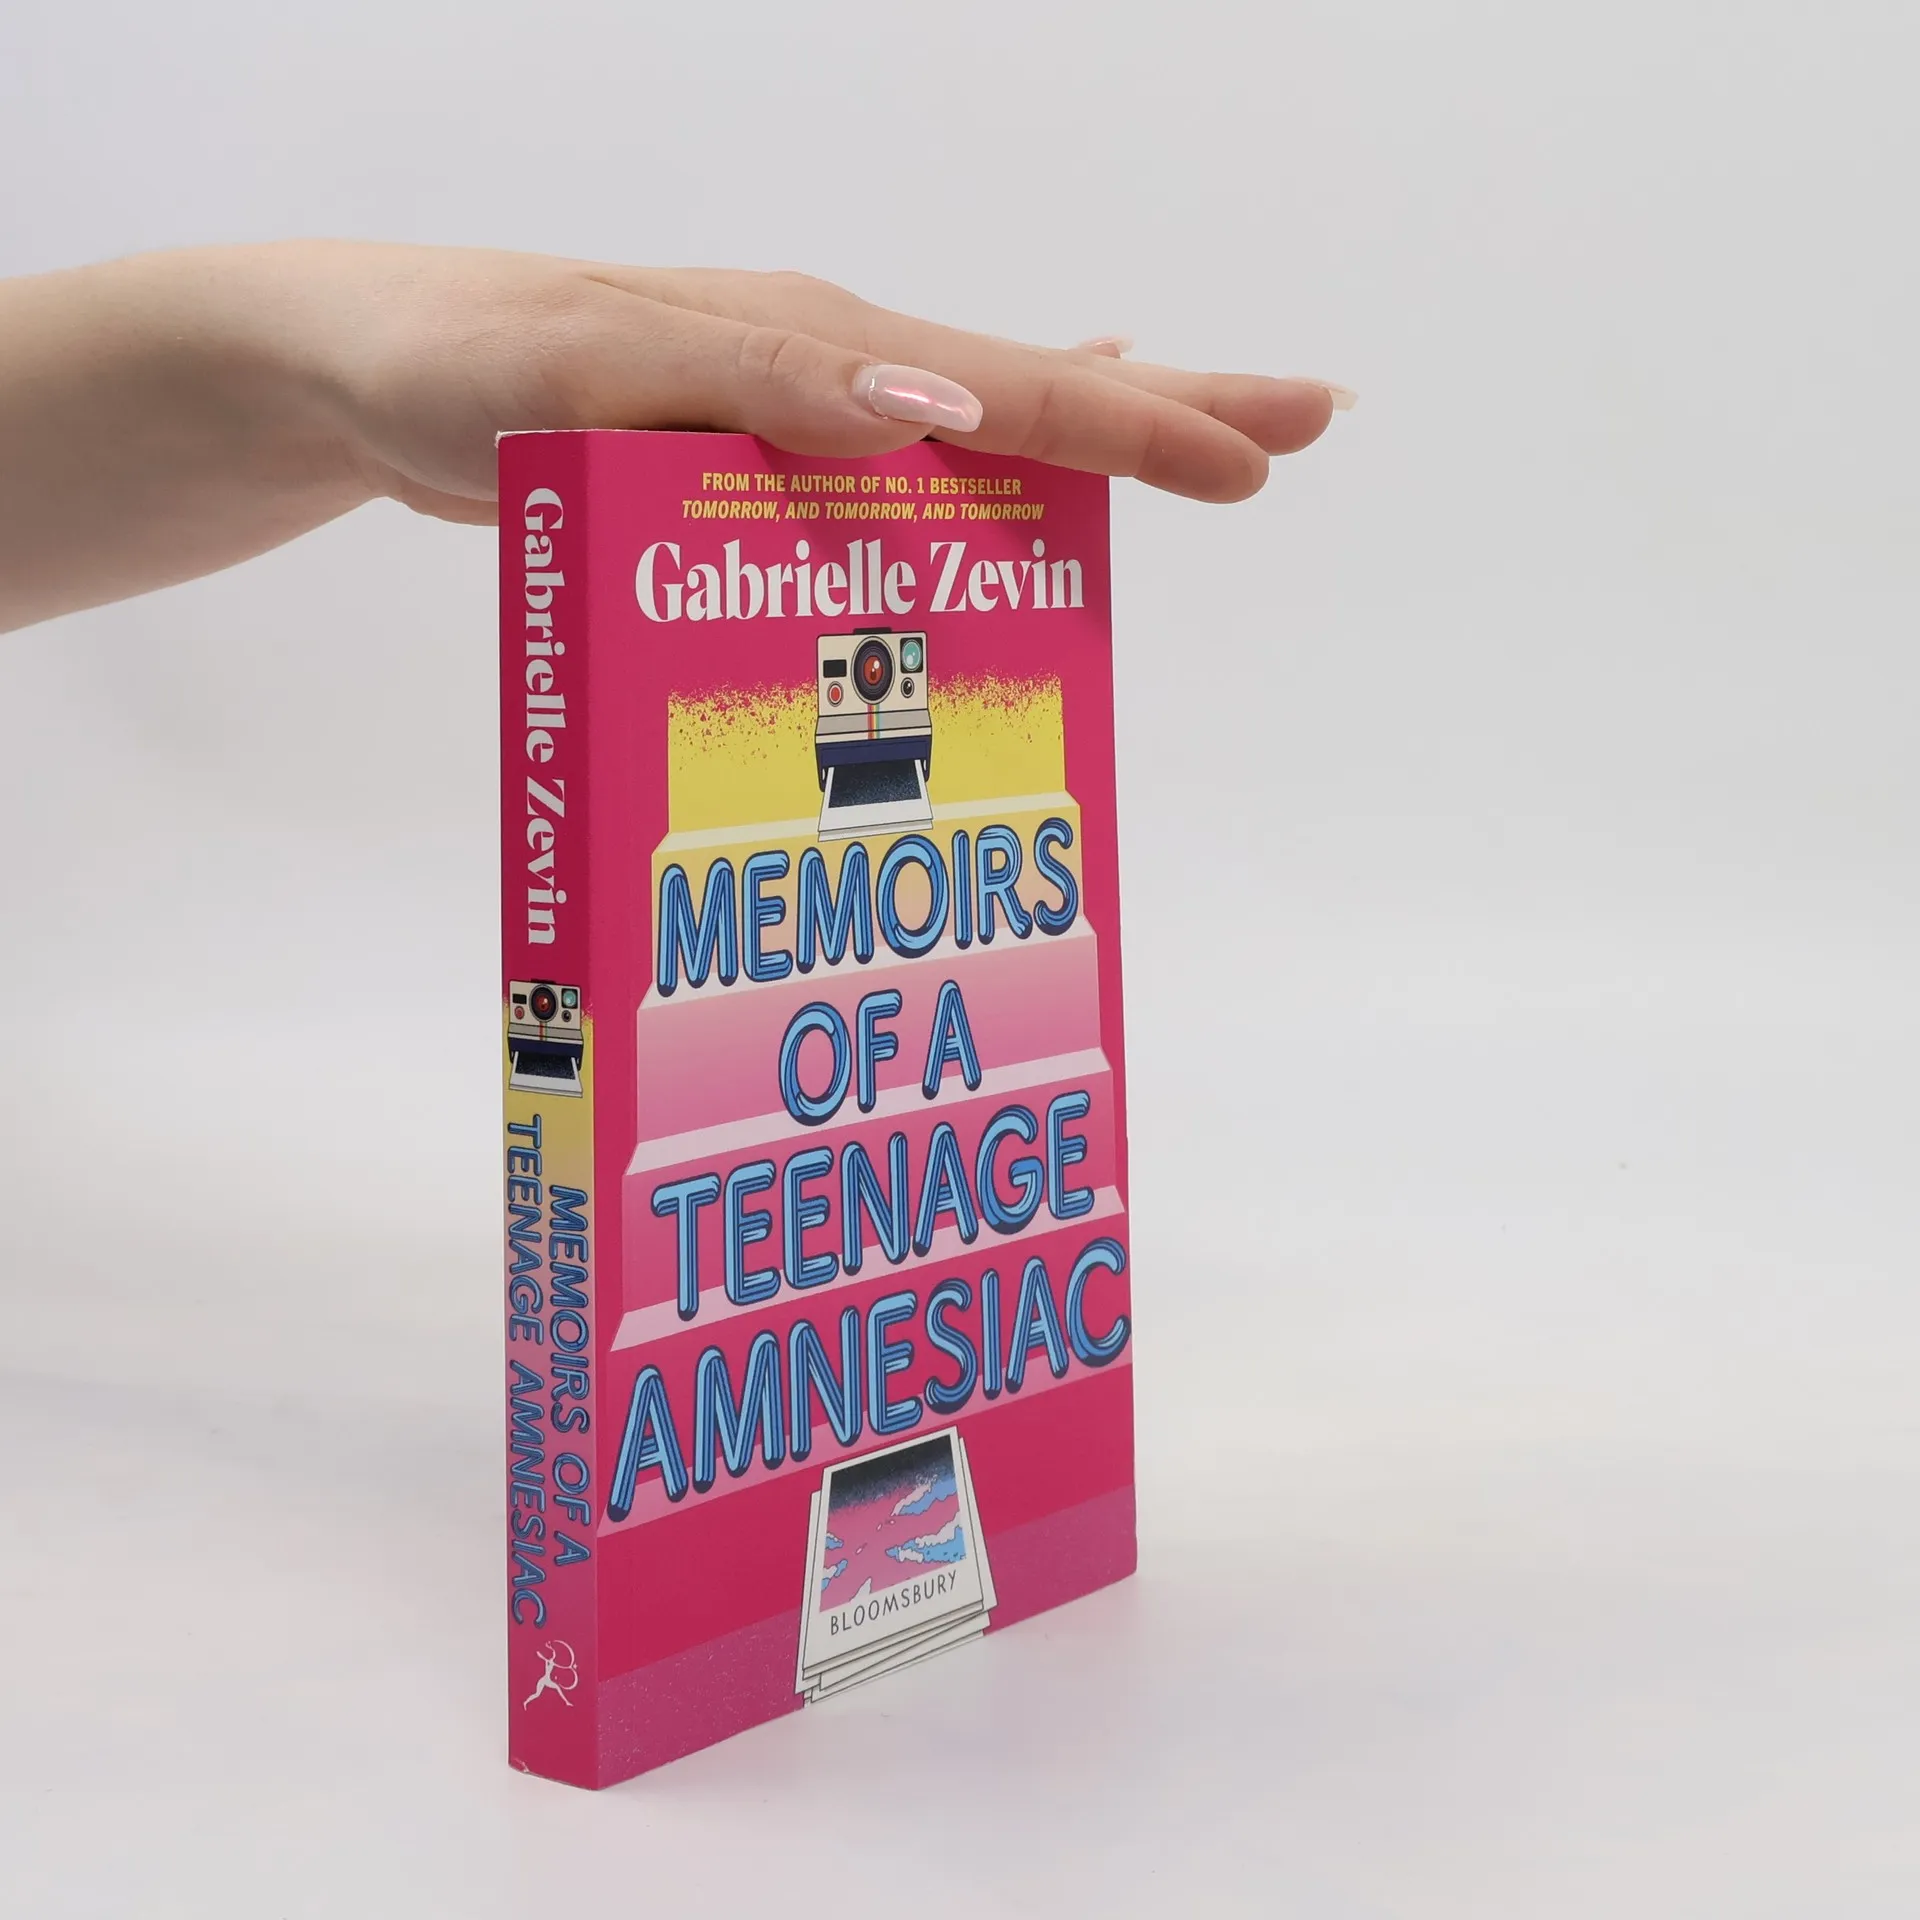 FROM THE AUTHOR OF NO. 1 BESTSELLER
TOMORROW, AND TOMORROW, AND TOMORROW
Gabrielle Zevin
MEMOIRS
OF A
TEENAGE
AMNESIAC
BLOOMSBURY
Gabrielle Zevin
MEMOIRS OF A
TEENAGE AMNESIAC